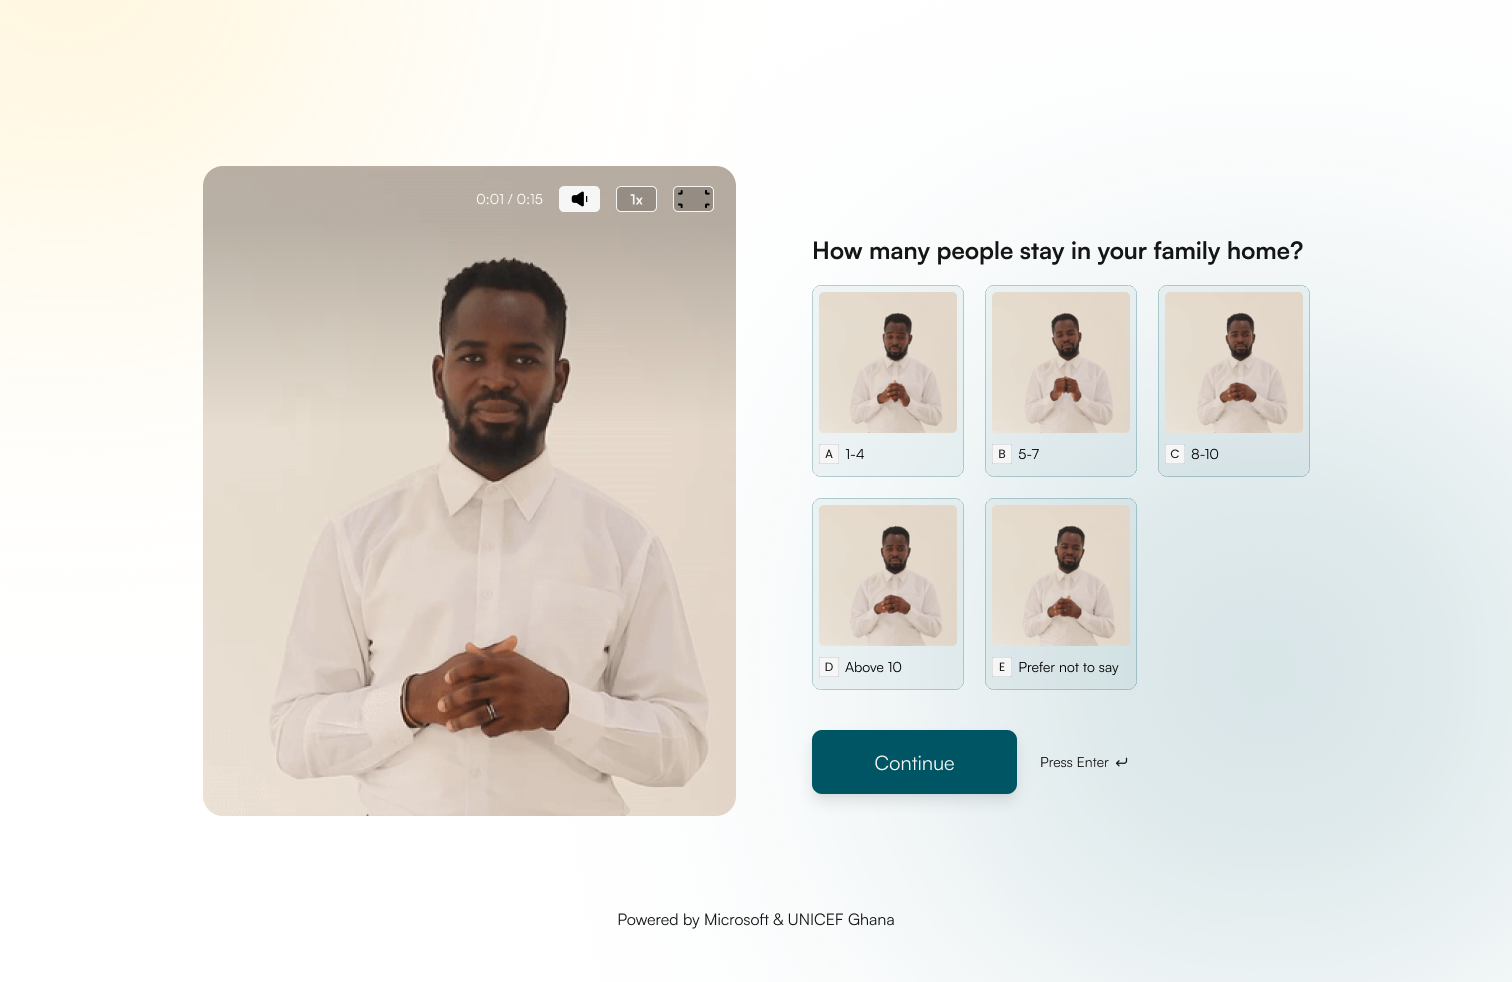 0:01 / 0:15
1x
How many people stay in your family home?
A 1-4
B 5-7
C 8-10
D Above 10
E Prefer not to say
Continue
Press Enter ↵
Powered by Microsoft & UNICEF Ghana